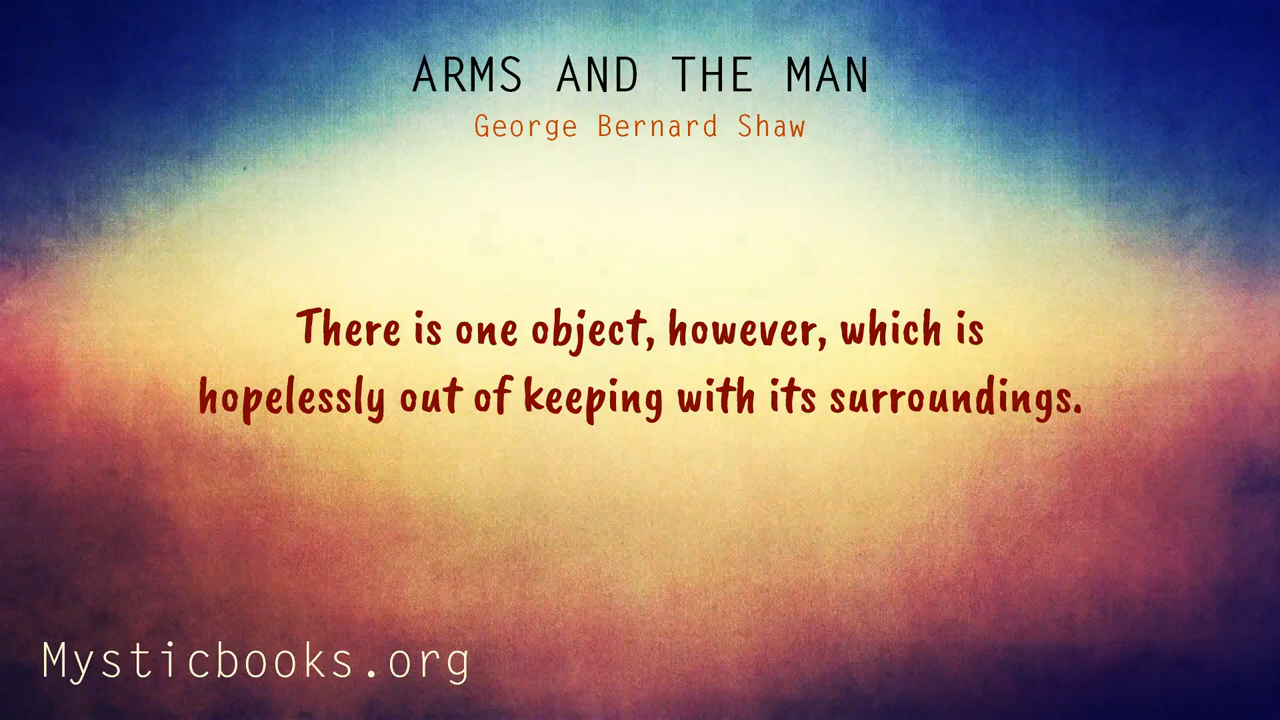 ARMS AND THE MAN
George Bernard Shaw
There is one object, however, which is
hopelessly out of keeping with its surroundings.
Mysticbooks.org